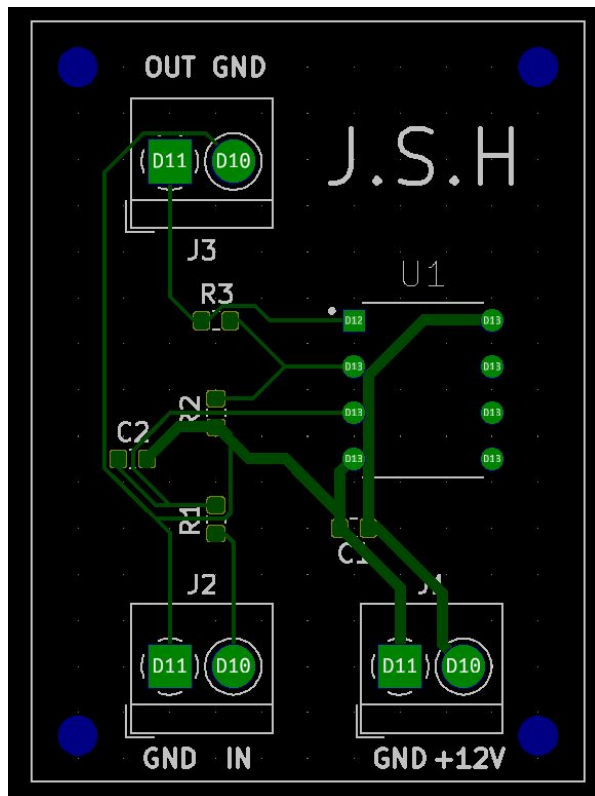 OUT GND
D11 D10
J.S.H
J3
U1
R3
D12 D13
D13 D13
R2
D13 D13
C2
D13 D13
R1
C1
J2 J1
D11 D10 D11 D10
GND IN GND +12V